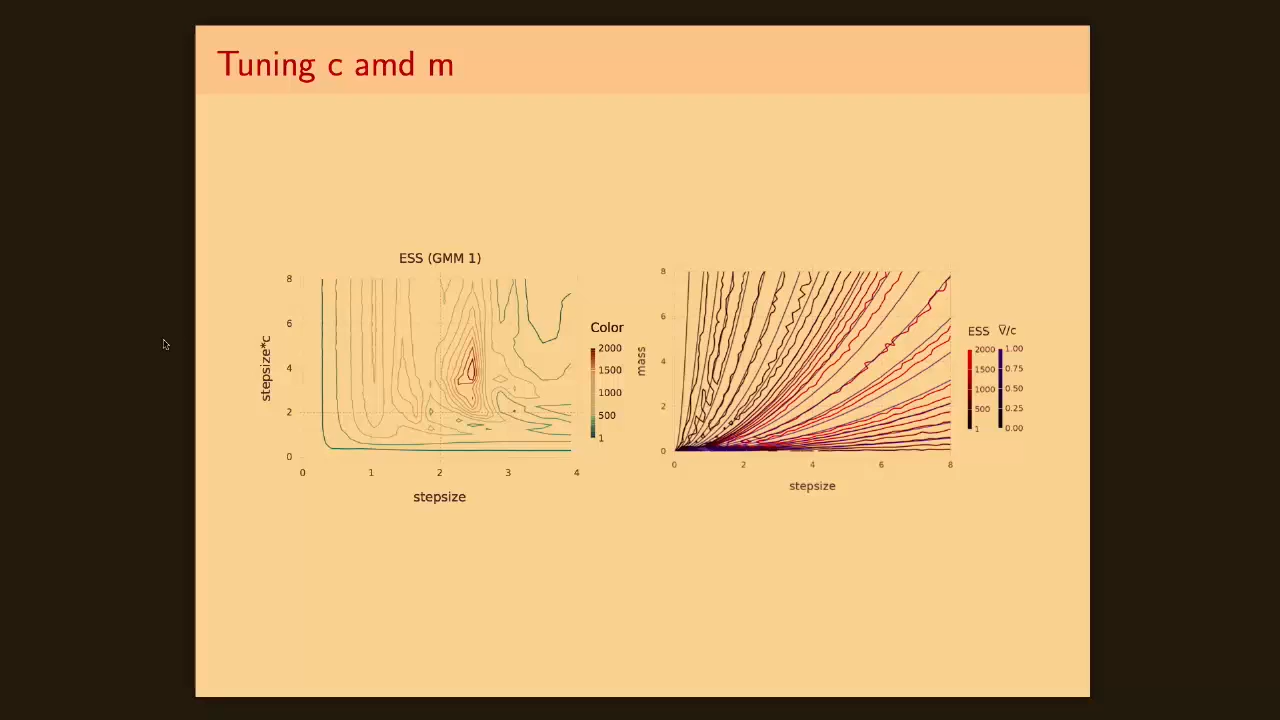 Tuning c amd m
ESS (GMM 1)
8
6
4
2
0
stepsize*c
0 1 2 3 4
stepsize
Color
2000
1500
1000
500
1
8
6
4
2
0
mass
0 2 4 6 8
stepsize
ESS V̅/c
2000 1.00
1500 0.75
1000 0.50
500 0.25
1 0.00